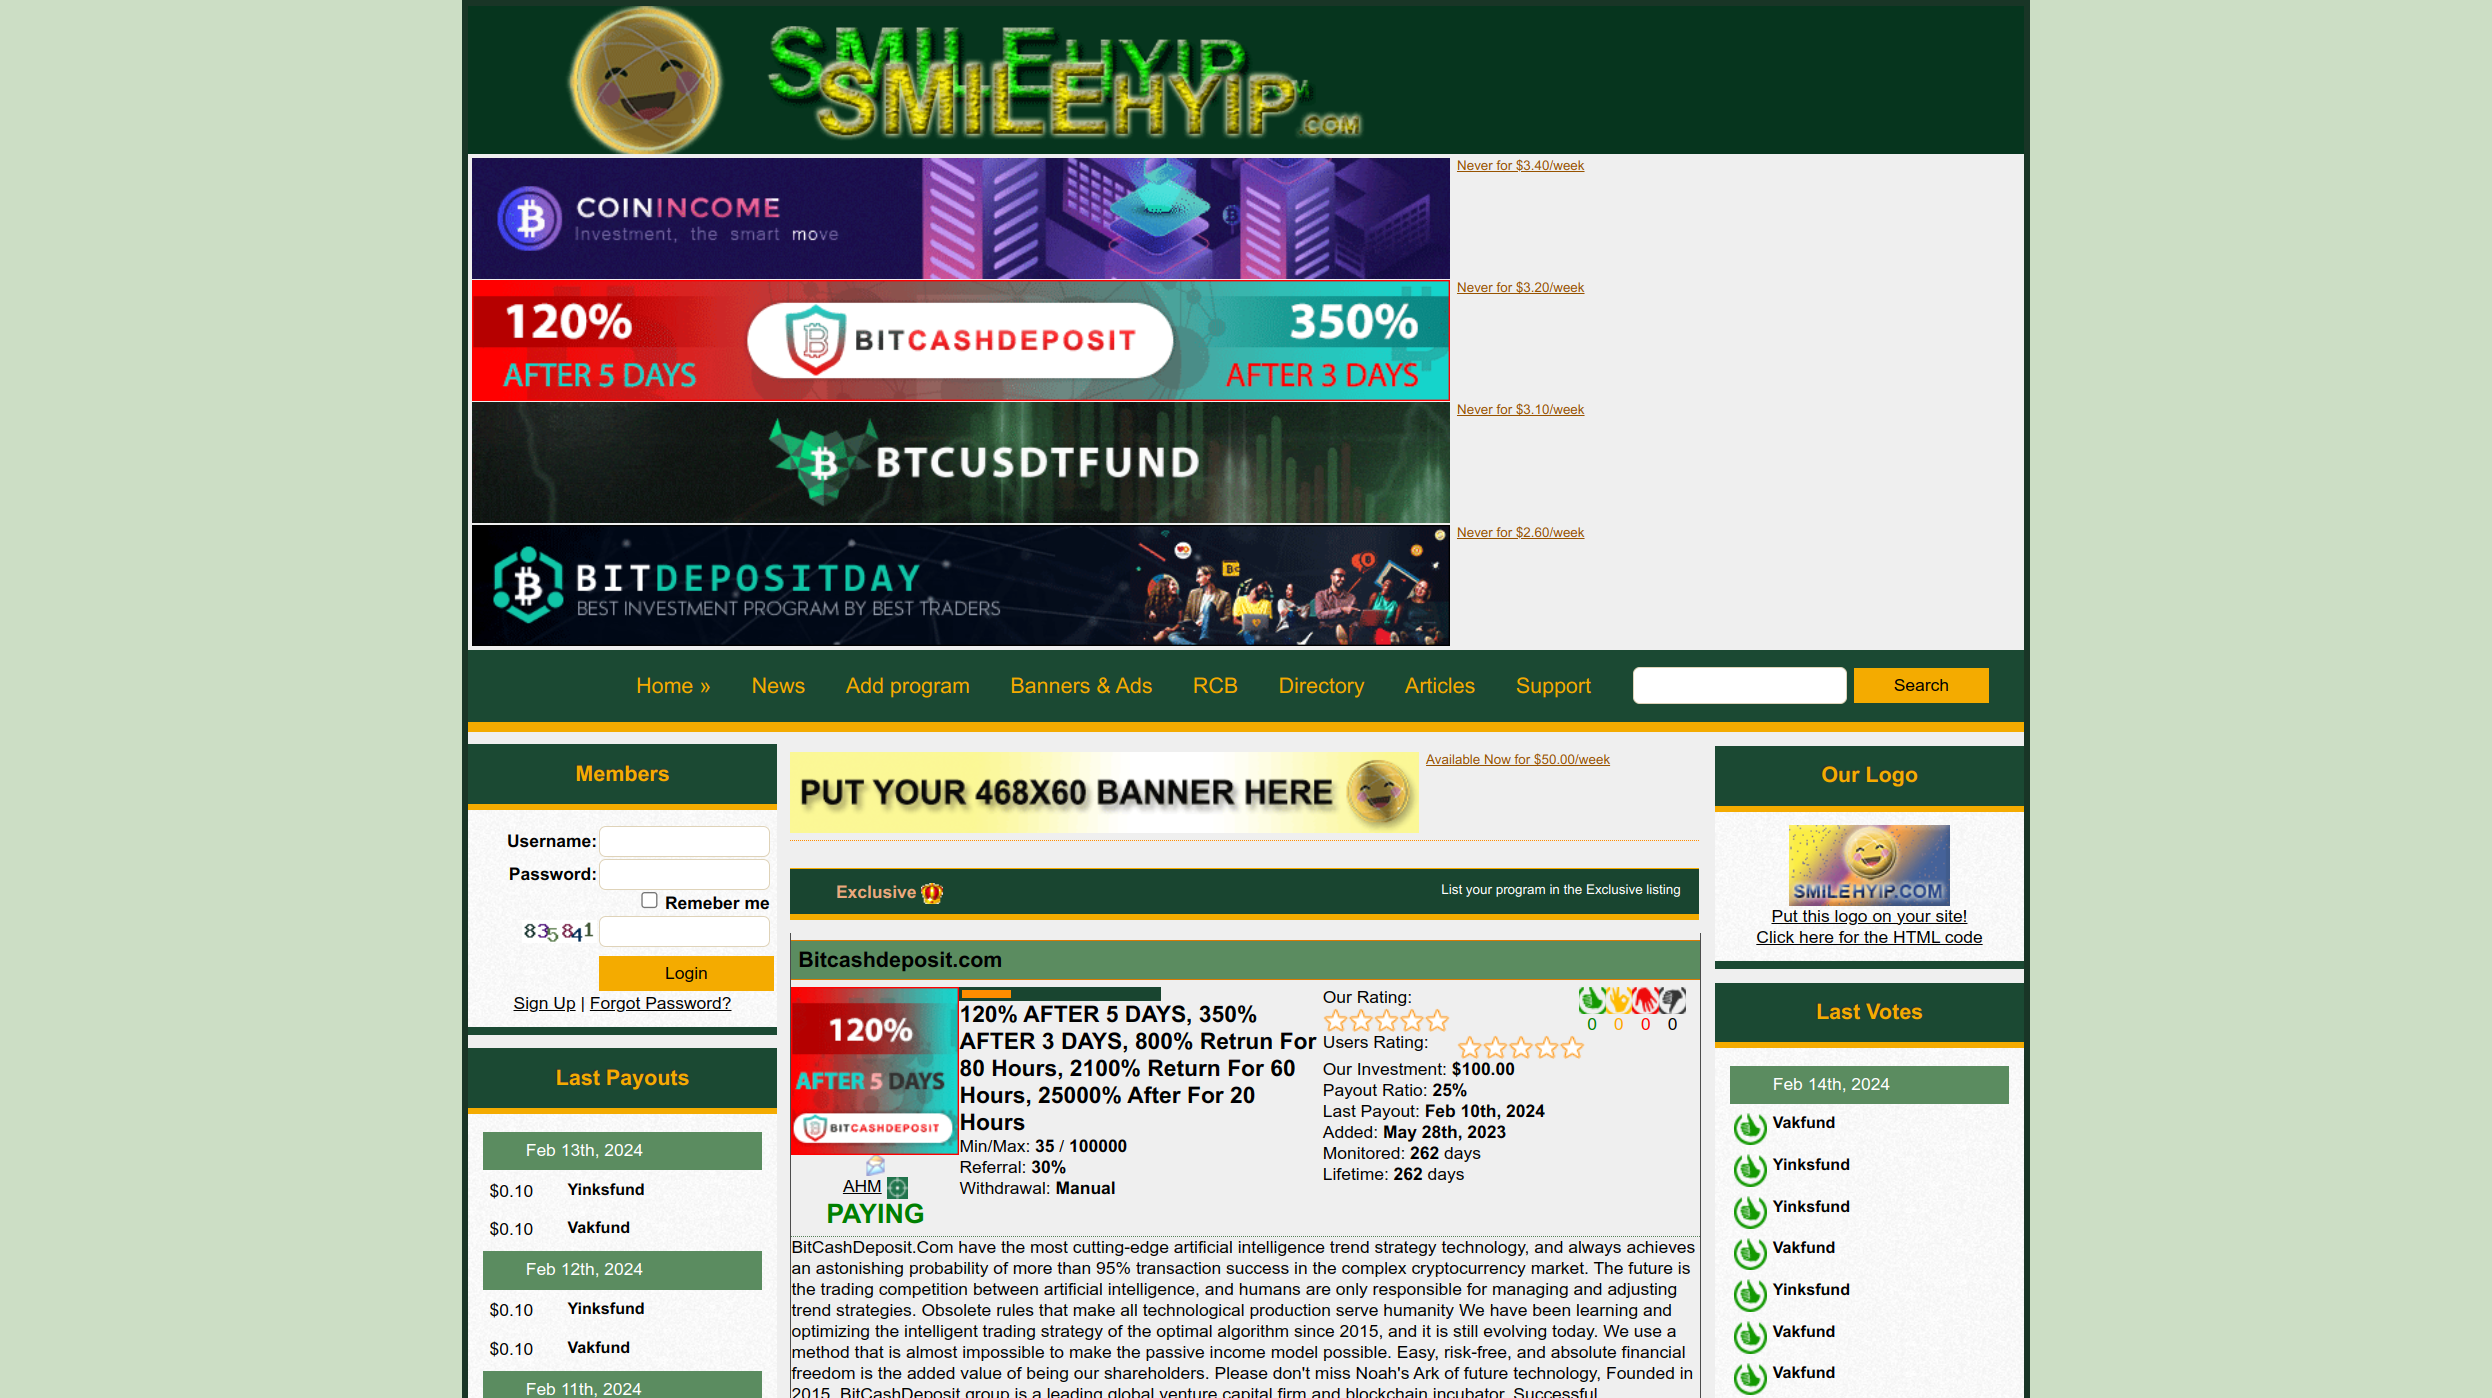 SMILEHYIP
SMILEHYIP.COM
COININCOME
Investment, the smart move
Never for $3.40/week
120%
AFTER 5 DAYS
BITCASHDEPOSIT
350%
AFTER 3 DAYS
Never for $3.20/week
BTCUSDTFUND
Never for $3.10/week
BITDEPOSITDAY
BEST INVESTMENT PROGRAM BY BEST TRADERS
Never for $2.60/week
Home » News Add program Banners & Ads RCB Directory Articles Support Search
Members
Username:
Password:
Remeber me
835841
Login
Sign Up | Forgot Password?
Last Payouts
Feb 13th, 2024
$0.10 Yinksfund
$0.10 Vakfund
Feb 12th, 2024
$0.10 Yinksfund
$0.10 Vakfund
Feb 11th, 2024
PUT YOUR 468X60 BANNER HERE
Available Now for $50.00/week
Exclusive
List your program in the Exclusive listing
Bitcashdeposit.com
120%
AFTER 5 DAYS
BITCASHDEPOSIT
AHM
PAYING
120% AFTER 5 DAYS, 350%
AFTER 3 DAYS, 800% Retrun For
80 Hours, 2100% Return For 60
Hours, 25000% After For 20
Hours
Min/Max: 35 / 100000
Referral: 30%
Withdrawal: Manual
Our Rating:
Users Rating:
Our Investment: $100.00
Payout Ratio: 25%
Last Payout: Feb 10th, 2024
Added: May 28th, 2023
Monitored: 262 days
Lifetime: 262 days
0 0 0 0
BitCashDeposit.Com have the most cutting-edge artificial intelligence trend strategy technology, and always achieves
an astonishing probability of more than 95% transaction success in the complex cryptocurrency market. The future is
the trading competition between artificial intelligence, and humans are only responsible for managing and adjusting
trend strategies. Obsolete rules that make all technological production serve humanity We have been learning and
optimizing the intelligent trading strategy of the optimal algorithm since 2015, and it is still evolving today. We use a
method that is almost impossible to make the passive income model possible. Easy, risk-free, and absolute financial
freedom is the added value of being our shareholders. Please don't miss Noah's Ark of future technology, Founded in
2015, BitCashDeposit group is a leading global venture capital firm and blockchain incubator. Successful
Our Logo
SMILEHYIP.COM
Put this logo on your site!
Click here for the HTML code
Last Votes
Feb 14th, 2024
Vakfund
Yinksfund
Yinksfund
Vakfund
Yinksfund
Vakfund
Vakfund